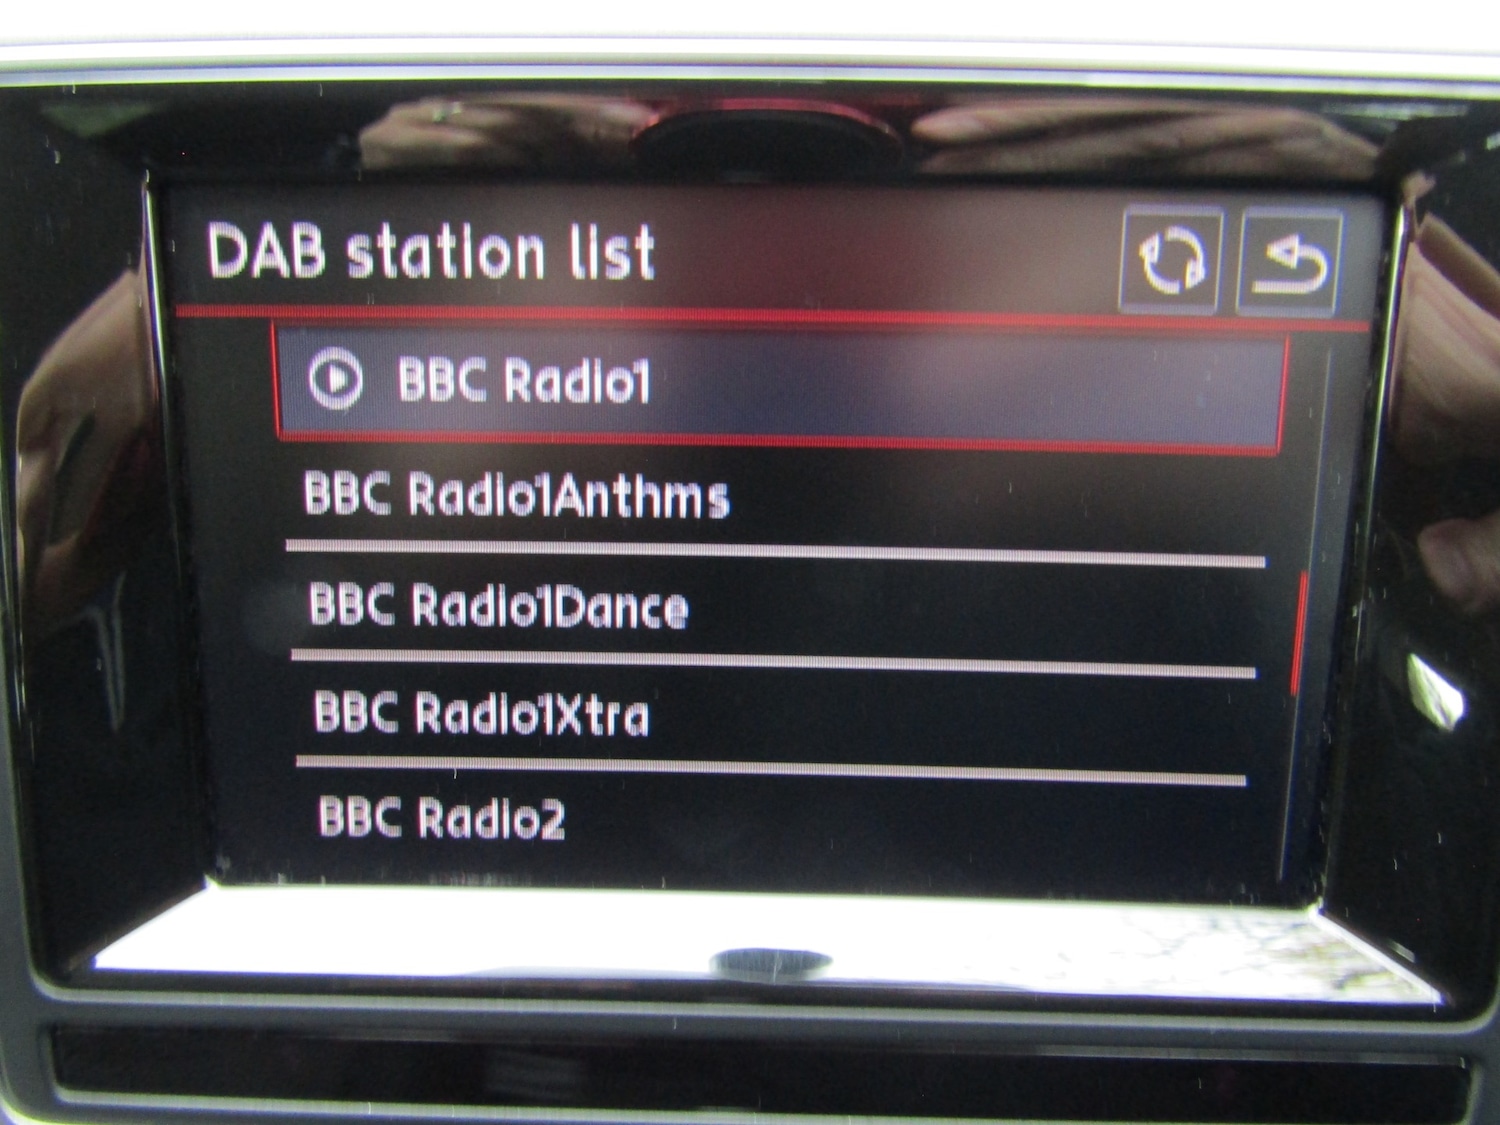 DAB station list
BBC Radio1
BBC Radio1Anthms
BBC Radio1Dance
BBC Radio1Xtra
BBC Radio2